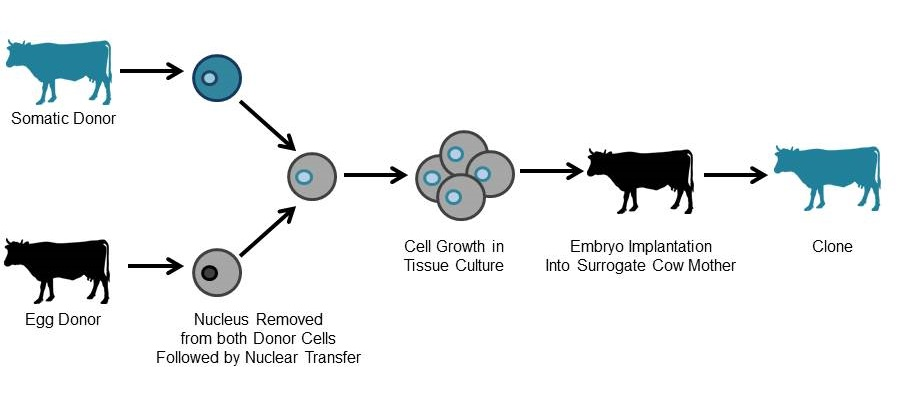 Somatic Donor
Egg Donor
Nucleus Removed
from both Donor Cells
Followed by Nuclear Transfer
Cell Growth in
Tissue Culture
Embryo Implantation
Into Surrogate Cow Mother
Clone